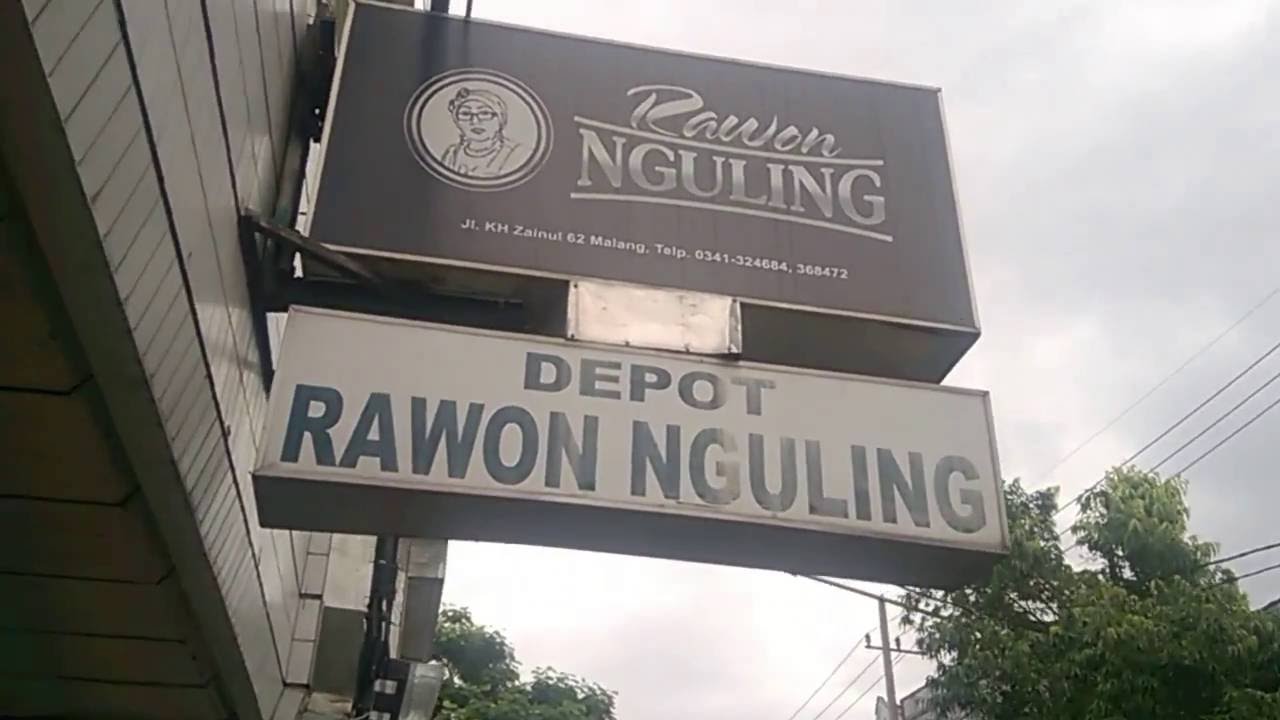 Rawon
NGULING
Jl. KH Zainul 62 Malang, Telp. 0341-324684, 368472
DEPOT
RAWON NGULING